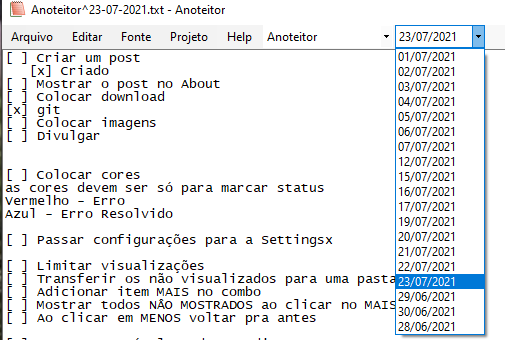 Anoteitor^23-07-2021.txt - Anoteitor
Arquivo Editar Fonte Projeto Help Anoteitor 23/07/2021
[ ] Criar um post
[x] Criado
[ ] Mostrar o post no About
[ ] Colocar download
[x] git
[ ] Colocar imagens
[ ] Divulgar
[ ] Colocar cores
as cores devem ser só para marcar status
Vermelho - Erro
Azul - Erro Resolvido
[ ] Passar configurações para a Settingsx
[ ] Limitar visualizações
[ ] Transferir os não visualizados para uma pasta
[ ] Adicionar item MAIS no combo
[ ] Mostrar todos NÃO MOSTRADOS ao clicar no MAIS
[ ] Ao clicar em MENOS voltar pra antes
01/07/2021
02/07/2021
03/07/2021
04/07/2021
05/07/2021
06/07/2021
07/07/2021
12/07/2021
15/07/2021
16/07/2021
17/07/2021
19/07/2021
20/07/2021
21/07/2021
22/07/2021
23/07/2021
29/06/2021
30/06/2021
28/06/2021